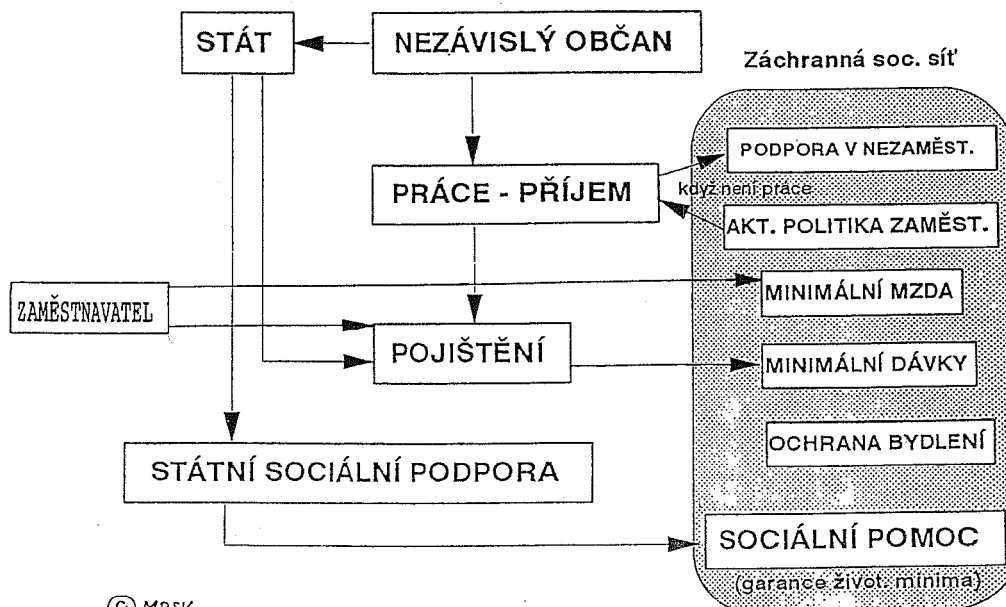 STÁT
NEZÁVISLÝ OBČAN
Záchranná soc. síť
PODPORA V NEZAMĚST.
PRÁCE - PŘÍJEM
když není práce
AKT. POLITIKA ZAMĚST.
ZAMĚSTNAVATEL
MINIMÁLNÍ MZDA
POJIŠTĚNÍ
MINIMÁLNÍ DÁVKY
OCHRANA BYDLENÍ
STÁTNÍ SOCIÁLNÍ PODPORA
SOCIÁLNÍ POMOC
(garance život. minima)